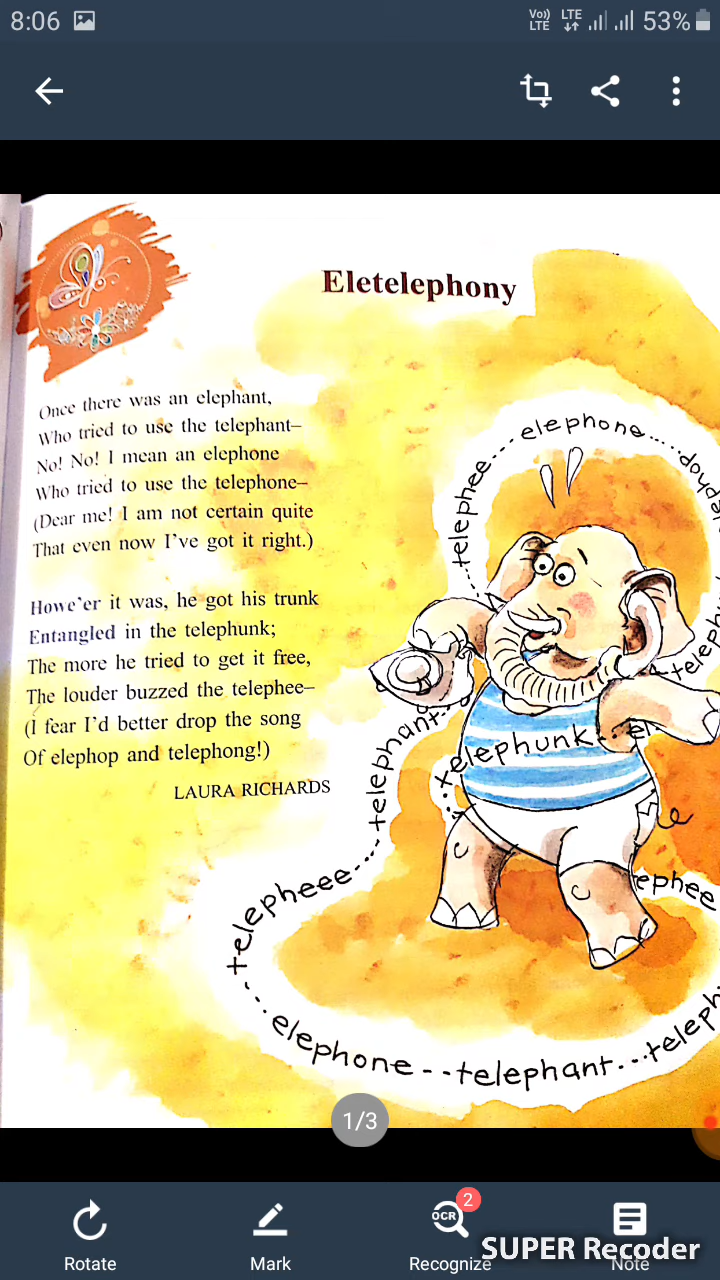 8:06
Vo)) LTE LTE 53%
Eletelephony
Once there was an elephant,
Who tried to use the telephant–
No! No! I mean an elephone
Who tried to use the telephone–
(Dear me! I am not certain quite
That even now I've got it right.)
Howe'er it was, he got his trunk
Entangled in the telephunk;
The more he tried to get it free,
The louder buzzed the telephee–
(I fear I'd better drop the song
Of elephop and telephong!)
LAURA RICHARDS
telepheee...telephant...telephunk...el
telephee...elephone.....
ephee
elephone--telephant...teleph
1/3
OCR 2
Rotate Mark Recognize Note
SUPER Recoder